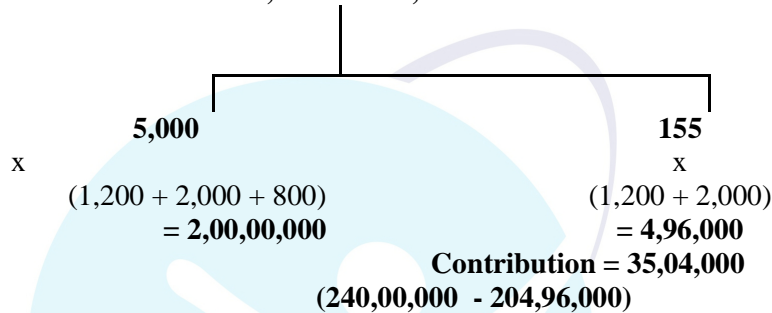 5,000 155
x x
(1,200 + 2,000 + 800) (1,200 + 2,000)
= 2,00,00,000 = 4,96,000
Contribution = 35,04,000
(240,00,000 - 204,96,000)